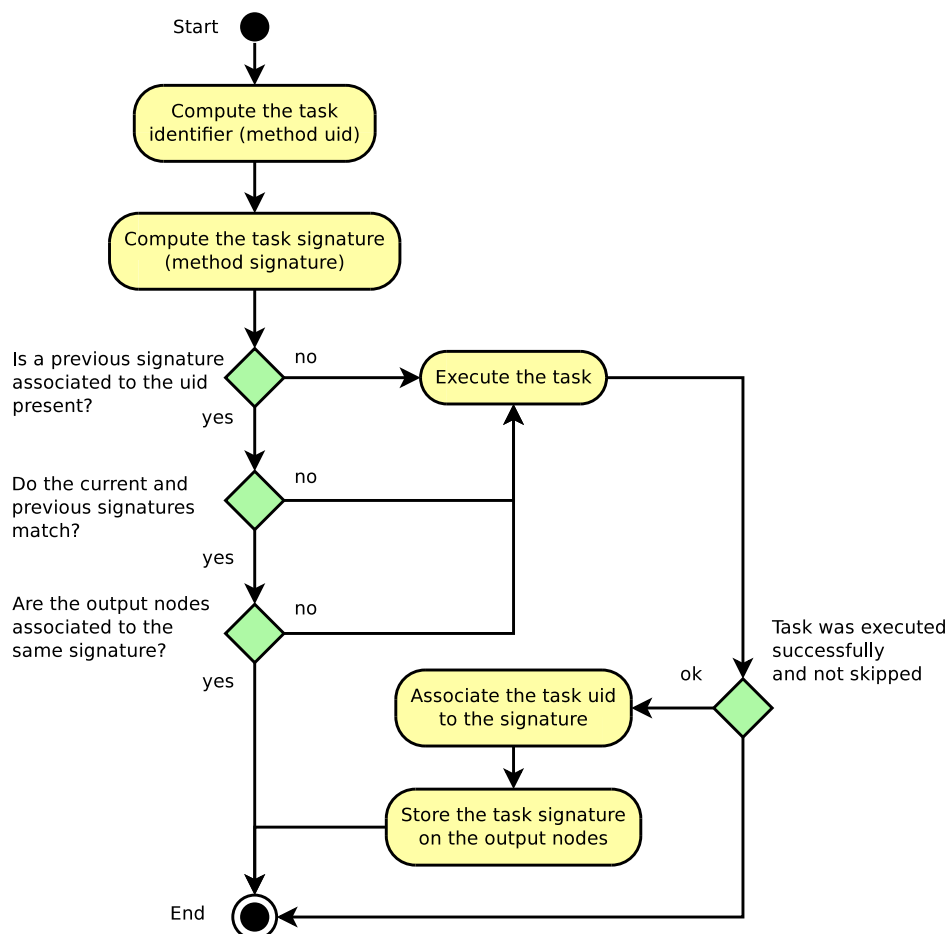 Start
Compute the task
identifier (method uid)
Compute the task signature
(method signature)
Is a previous signature
associated to the uid
present?
no
yes
Execute the task
Do the current and
previous signatures
match?
no
yes
Are the output nodes
associated to the
same signature?
no
yes
Task was executed
successfully
and not skipped
ok
Associate the task uid
to the signature
Store the task signature
on the output nodes
End